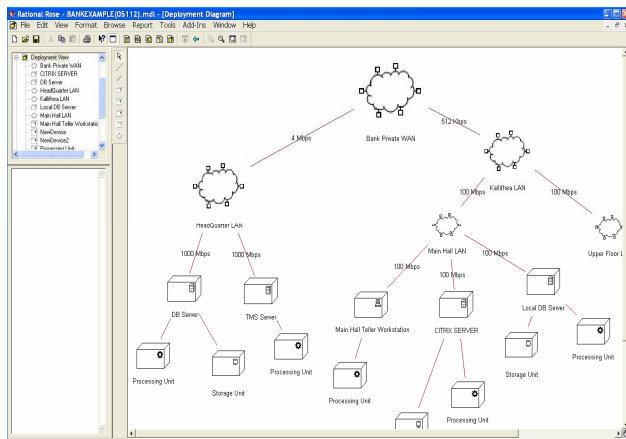 Rational Rose - BANKEXAMPLE(05112).mdl - [Deployment Diagram]
File Edit View Format Browse Report Tools Add-Ins Window Help
Deployment View
Bank Private WAN
CITRIX SERVER
DB Server
HeadQuarter LAN
Kallithea LAN
Local DB Server
Main Hall LAN
Main Hall Teller Workstatio
NewDevice
NewDevice2
Processing Unit
Bank Private WAN
4 Mbps
512 Kbps
HeadQuarter LAN
Kallithea LAN
100 Mbps
100 Mbps
Main Hall LAN
Upper Floor L
1000 Mbps
1000 Mbps
100 Mbps
100 Mbps
100 Mbps
DB Server
TMS Server
Main Hall Teller Workstation
CITRIX SERVER
Local DB Server
Processing Unit
Storage Unit
Processing Unit
Processing Unit
Processing Unit
Storage Unit
Processing Unit